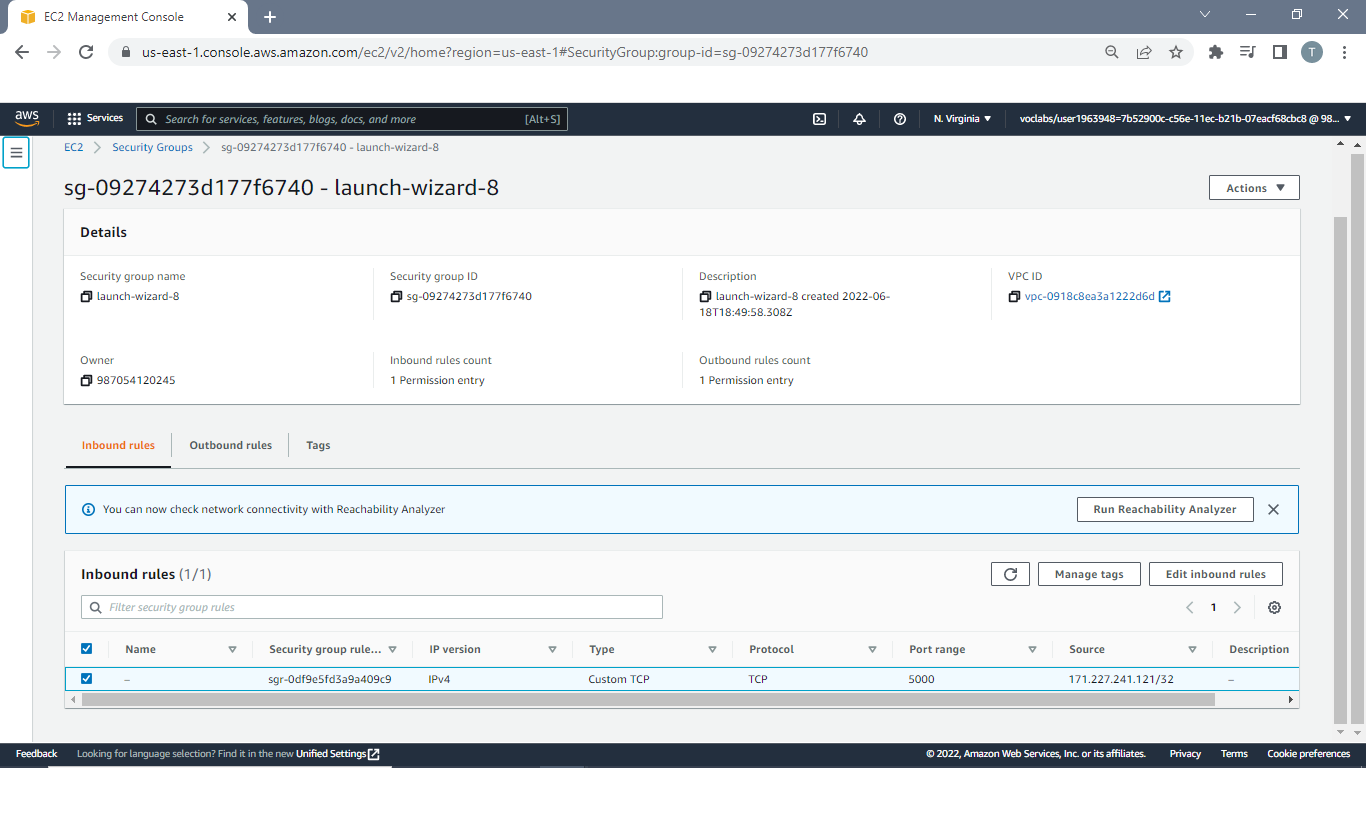 EC2 Management Console
us-east-1.console.aws.amazon.com/ec2/v2/home?region=us-east-1#SecurityGroup:group-id=sg-09274273d177f6740
T
aws Services Search for services, features, blogs, docs, and more [Alt+S] N. Virginia voclabs/user1963948=7b52900c-c56e-11ec-b21b-07eacf68cbc8 @ 98...
EC2 Security Groups sg-09274273d177f6740 - launch-wizard-8
sg-09274273d177f6740 - launch-wizard-8 Actions
Details
Security group name Security group ID Description VPC ID
launch-wizard-8 sg-09274273d177f6740 launch-wizard-8 created 2022-06- vpc-0918c8ea3a1222d6d
18T18:49:58.308Z
Owner Inbound rules count Outbound rules count
987054120245 1 Permission entry 1 Permission entry
Inbound rules Outbound rules Tags
You can now check network connectivity with Reachability Analyzer Run Reachability Analyzer
Inbound rules (1/1) Manage tags Edit inbound rules
Filter security group rules 1
Name Security group rule... IP version Type Protocol Port range Source Description
– sgr-0df9e5fd3a9a409c9 IPv4 Custom TCP TCP 5000 171.227.241.121/32 –
Feedback Looking for language selection? Find it in the new Unified Settings © 2022, Amazon Web Services, Inc. or its affiliates. Privacy Terms Cookie preferences